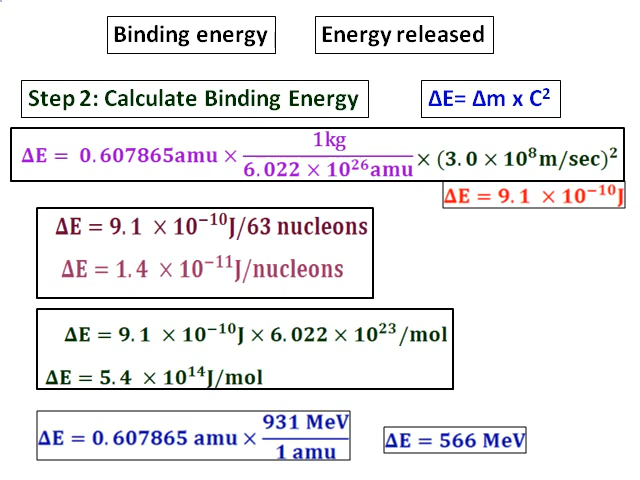 Binding energy
Energy released
Step 2: Calculate Binding Energy
ΔE= Δm x C²
ΔE = 0.607865amu × 1kg / 6.022 × 10²⁶amu × (3.0 × 10⁸m/sec)²
ΔE = 9.1 × 10⁻¹⁰J
ΔE = 9.1 × 10⁻¹⁰J/63 nucleons
ΔE = 1.4 × 10⁻¹¹J/nucleons
ΔE = 9.1 × 10⁻¹⁰J × 6.022 × 10²³/mol
ΔE = 5.4 × 10¹⁴J/mol
ΔE = 0.607865 amu × 931 MeV / 1 amu
ΔE = 566 MeV